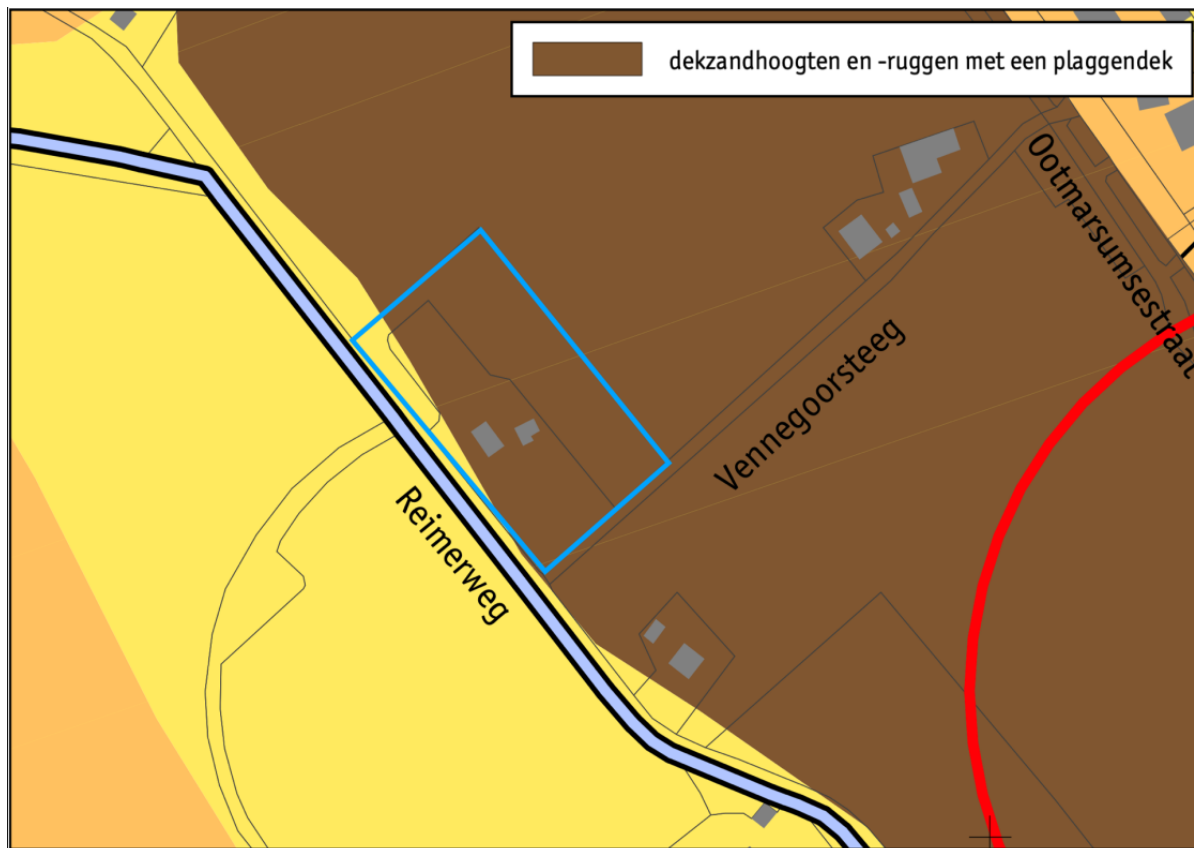 dekzandhoogten en -ruggen met een plaggendek
Ootmarsumsestraat
Vennegoorsteeg
Reimerweg